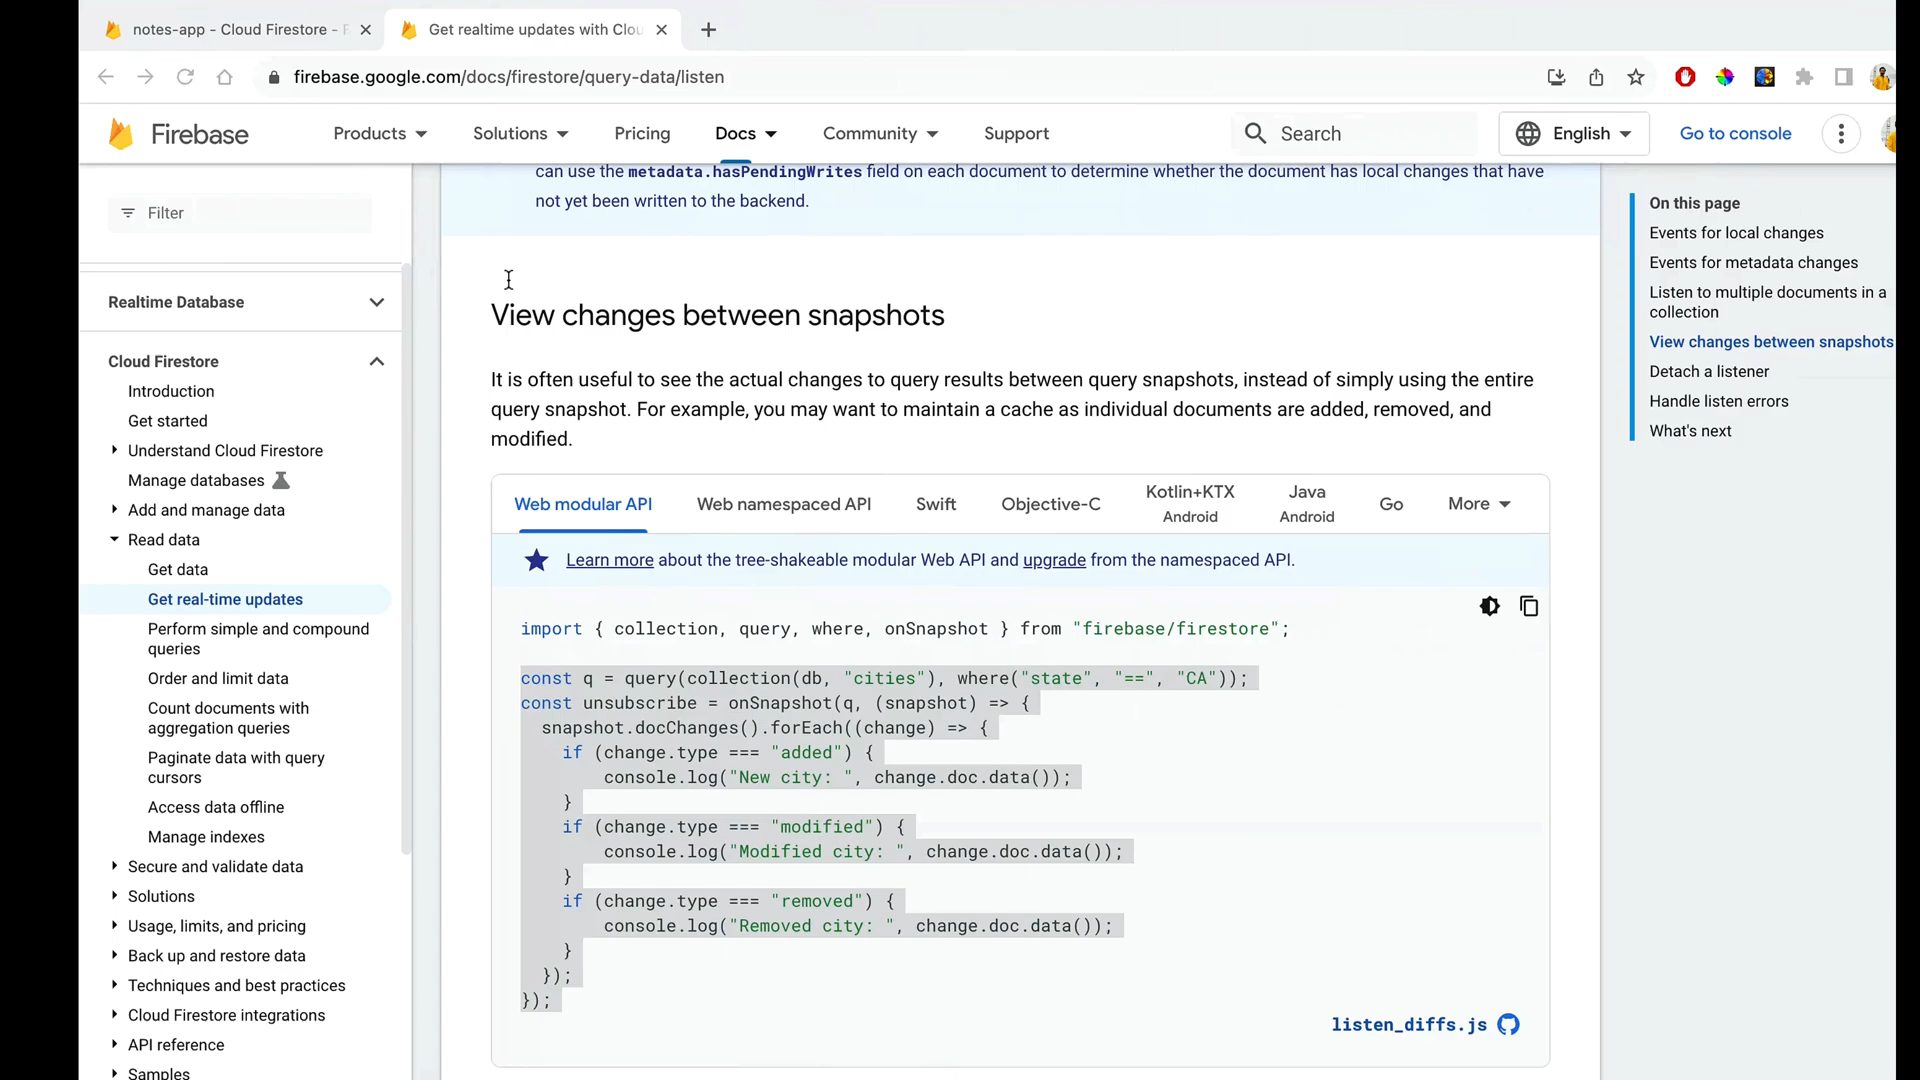 notes-app - Cloud Firestore -
Get realtime updates with Clou
firebase.google.com/docs/firestore/query-data/listen
Firebase
Products
Solutions
Pricing
Docs
Community
Support
Search
English
Go to console
Filter
Realtime Database
Cloud Firestore
Introduction
Get started
Understand Cloud Firestore
Manage databases
Add and manage data
Read data
Get data
Get real-time updates
Perform simple and compound
queries
Order and limit data
Count documents with
aggregation queries
Paginate data with query
cursors
Access data offline
Manage indexes
Secure and validate data
Solutions
Usage, limits, and pricing
Back up and restore data
Techniques and best practices
Cloud Firestore integrations
API reference
Samples
can use the metadata.hasPendingWrites field on each document to determine whether the document has local changes that have
not yet been written to the backend.
View changes between snapshots
It is often useful to see the actual changes to query results between query snapshots, instead of simply using the entire
query snapshot. For example, you may want to maintain a cache as individual documents are added, removed, and
modified.
Web modular API
Web namespaced API
Swift
Objective-C
Kotlin+KTX
Android
Java
Android
Go
More
Learn more about the tree-shakeable modular Web API and upgrade from the namespaced API.
import { collection, query, where, onSnapshot } from "firebase/firestore";
const q = query(collection(db, "cities"), where("state", "==", "CA"));
const unsubscribe = onSnapshot(q, (snapshot) => {
snapshot.docChanges().forEach((change) => {
if (change.type === "added") {
console.log("New city: ", change.doc.data());
}
if (change.type === "modified") {
console.log("Modified city: ", change.doc.data());
}
if (change.type === "removed") {
console.log("Removed city: ", change.doc.data());
}
});
});
listen_diffs.js
On this page
Events for local changes
Events for metadata changes
Listen to multiple documents in a
collection
View changes between snapshots
Detach a listener
Handle listen errors
What's next